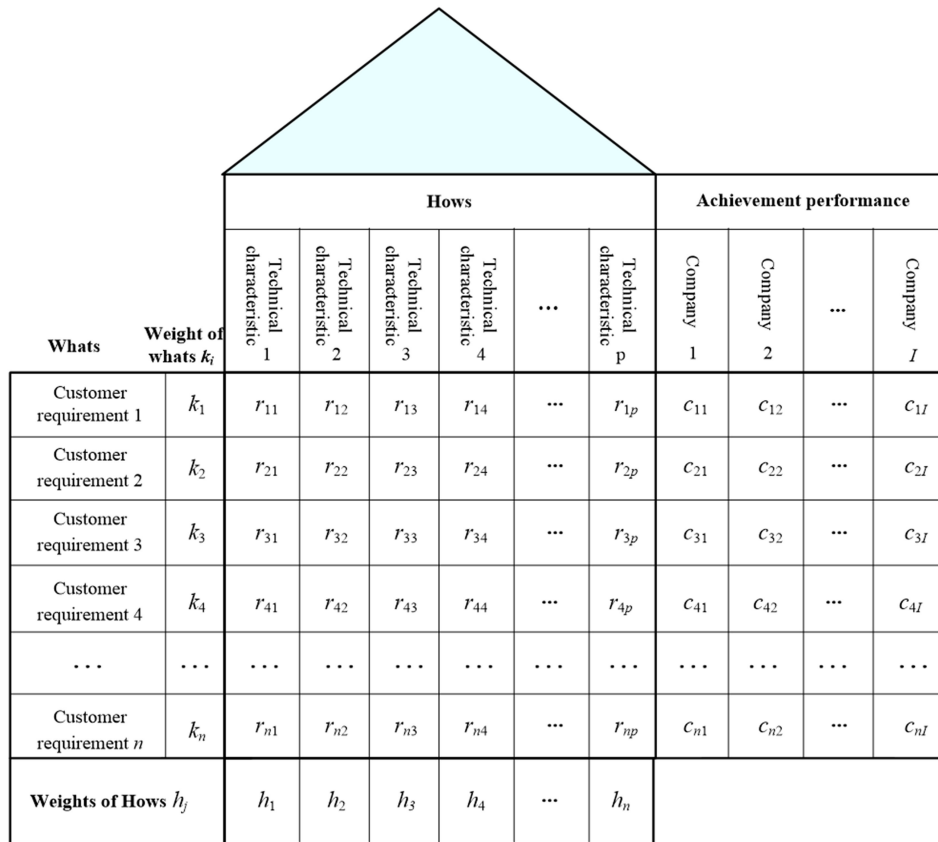 Hows Achievement performance
Whats
Weight of
whats kᵢ
Technical
characteristic
1
Technical
characteristic
2
Technical
characteristic
3
Technical
characteristic
4
...
Technical
characteristic
p
Company
1
Company
2
...
Company
I
Customer
requirement 1 k₁ r₁₁ r₁₂ r₁₃ r₁₄ ... r₁ₚ c₁₁ c₁₂ ... c₁I
Customer
requirement 2 k₂ r₂₁ r₂₂ r₂₃ r₂₄ ... r₂ₚ c₂₁ c₂₂ ... c₂I
Customer
requirement 3 k₃ r₃₁ r₃₂ r₃₃ r₃₄ ... r₃ₚ c₃₁ c₃₂ ... c₃I
Customer
requirement 4 k₄ r₄₁ r₄₂ r₄₃ r₄₄ ... r₄ₚ c₄₁ c₄₂ ... c₄I
... ... ... ... ... ... ... ... ... ... ... ...
Customer
requirement n kₙ rₙ₁ rₙ₂ rₙ₃ rₙ₄ ... rₙₚ cₙ₁ cₙ₂ ... cₙI
Weights of Hows hⱼ h₁ h₂ h₃ h₄ ... hₙ